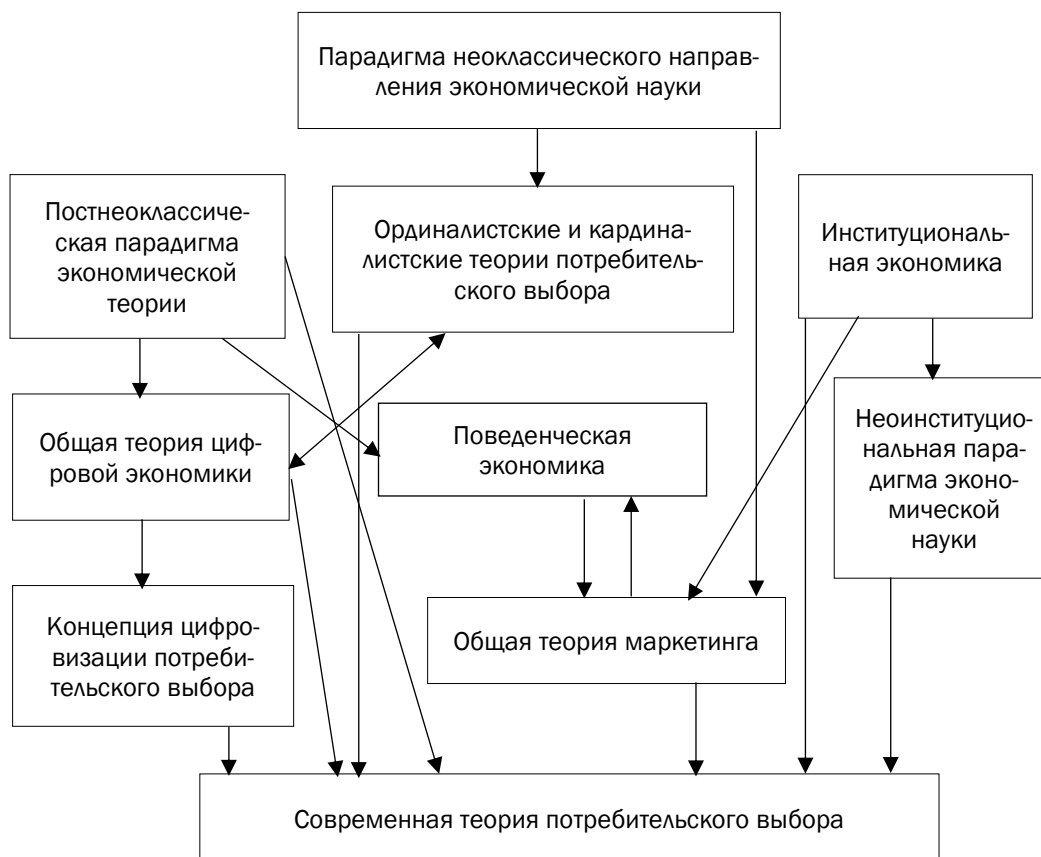 Парадигма неоклассического направ-
ления экономической науки
Постнеоклассиче-
ская парадигма
экономической
теории
Ординалистские и кардина-
листские теории потребитель-
ского выбора
Институциональ-
ная экономика
Общая теория циф-
ровой экономики
Поведенческая
экономика
Неоинституцио-
нальная пара-
дигма эконо-
мической
науки
Концепция цифро-
визации потреби-
тельского выбора
Общая теория маркетинга
Современная теория потребительского выбора